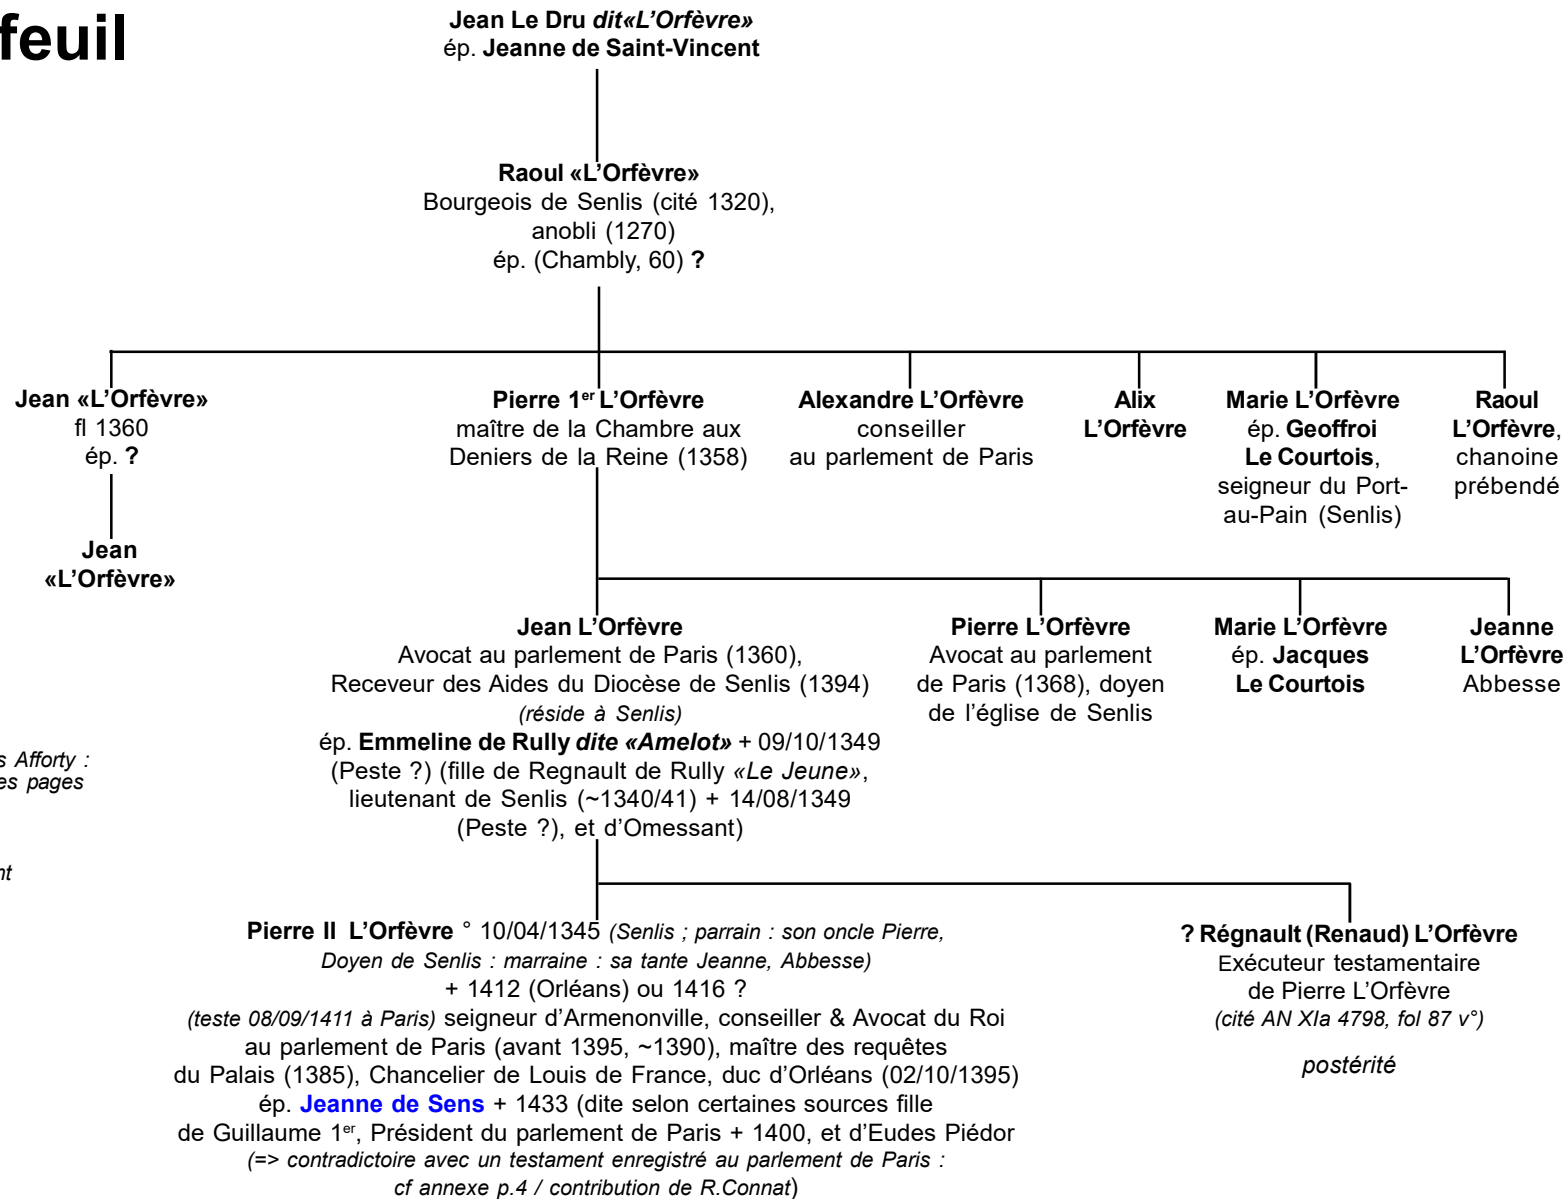 feuil
Jean Le Dru dit«L’Orfèvre»
ép. Jeanne de Saint-Vincent
Raoul «L’Orfèvre»
Bourgeois de Senlis (cité 1320),
anobli (1270)
ép. (Chambly, 60) ?
Jean «L’Orfèvre»
fl 1360
ép. ?
Jean
«L’Orfèvre»
Pierre 1er L’Orfèvre
maître de la Chambre aux
Deniers de la Reine (1358)
Alexandre L’Orfèvre
conseiller
au parlement de Paris
Alix
L’Orfèvre
Marie L’Orfèvre
ép. Geoffroi
Le Courtois,
seigneur du Port-
au-Pain (Senlis)
Raoul
L’Orfèvre,
chanoine
prébendé
Jean L’Orfèvre
Avocat au parlement de Paris (1360),
Receveur des Aides du Diocèse de Senlis (1394)
(réside à Senlis)
ép. Emmeline de Rully dite «Amelot» + 09/10/1349
(Peste ?) (fille de Regnault de Rully «Le Jeune»,
lieutenant de Senlis (~1340/41) + 14/08/1349
(Peste ?), et d’Omessant)
Pierre L’Orfèvre
Avocat au parlement
de Paris (1368), doyen
de l’église de Senlis
Marie L’Orfèvre
ép. Jacques
Le Courtois
Jeanne
L’Orfèvre
Abbesse
s Afforty :
es pages
nt
Pierre II L’Orfèvre ° 10/04/1345 (Senlis ; parrain : son oncle Pierre,
Doyen de Senlis : marraine : sa tante Jeanne, Abbesse)
+ 1412 (Orléans) ou 1416 ?
(teste 08/09/1411 à Paris) seigneur d’Armenonville, conseiller & Avocat du Roi
au parlement de Paris (avant 1395, ~1390), maître des requêtes
du Palais (1385), Chancelier de Louis de France, duc d’Orléans (02/10/1395)
ép. Jeanne de Sens + 1433 (dite selon certaines sources fille
de Guillaume 1er, Président du parlement de Paris + 1400, et d’Eudes Piédor
(=> contradictoire avec un testament enregistré au parlement de Paris :
cf annexe p.4 / contribution de R.Connat)
? Régnault (Renaud) L’Orfèvre
Exécuteur testamentaire
de Pierre L’Orfèvre
(cité AN XIa 4798, fol 87 v°)
postérité